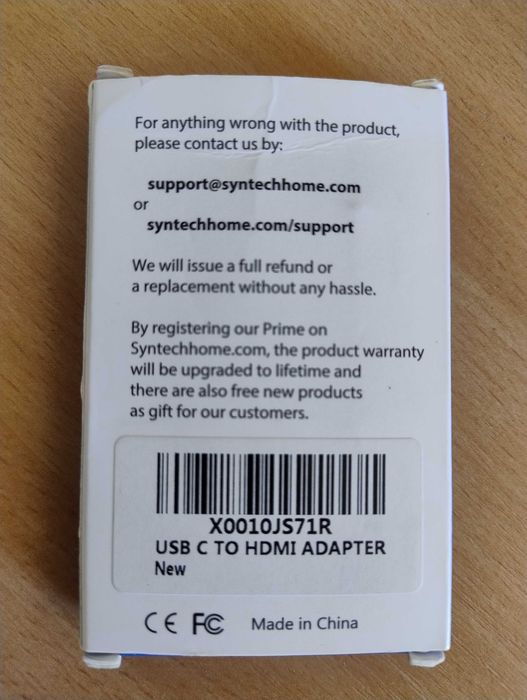 For anything wrong with the product,
please contact us by:
support@syntechhome.com
or
syntechhome.com/support
We will issue a full refund or
a replacement without any hassle.
By registering our Prime on
Syntechhome.com, the product warranty
will be upgraded to lifetime and
there are also free new products
as gift for our customers.
X0010JS71R
USB C TO HDMI ADAPTER
New
CE FC Made in China